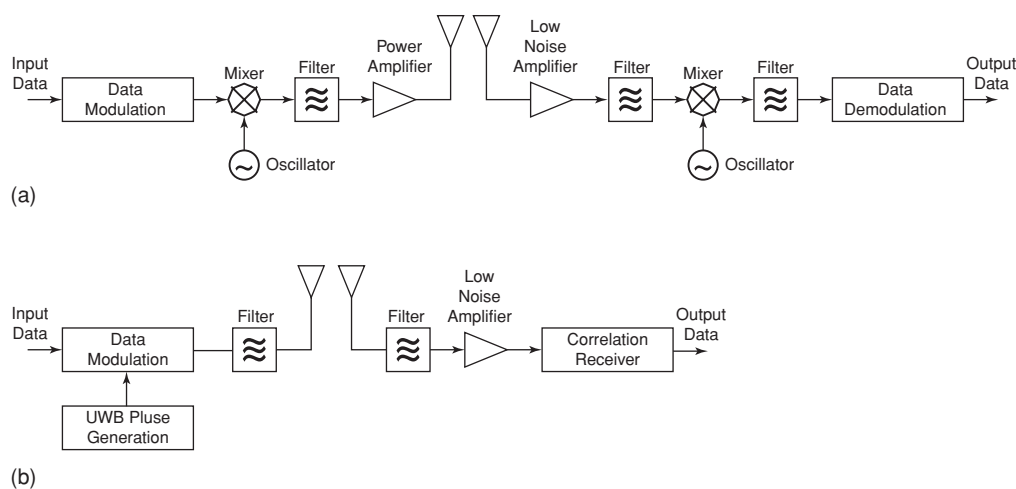 Input
Data
Data
Modulation
Mixer
Oscillator
Filter
Power
Amplifier
Low
Noise
Amplifier
Filter
Mixer
Oscillator
Filter
Data
Demodulation
Output
Data
(a)
Input
Data
Data
Modulation
UWB Pluse
Generation
Filter
Filter
Low
Noise
Amplifier
Correlation
Receiver
Output
Data
(b)